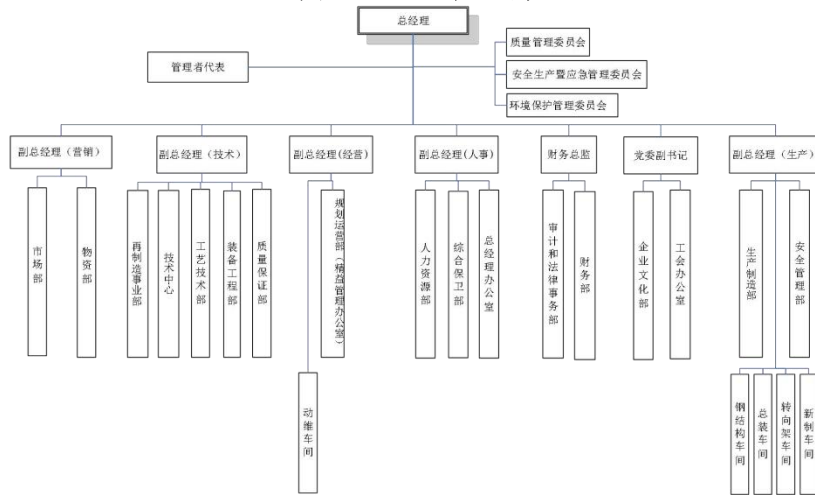 总经理
质量管理委员会
管理者代表
安全生产暨应急管理委员会
环境保护管理委员会
副总经理（营销）
副总经理（技术）
副总经理(经营)
副总经理(人事)
财务总监
党委副书记
副总经理（生产）
市场部
物资部
再制造事业部
技术中心
工艺技术部
装备工程部
质量保证部
规划运营部（精益管理办公室）
人力资源部
综合保卫部
总经理办公室
审计和法律事务部
财务部
企业文化部
工会办公室
生产制造部
安全管理部
动维车间
钢结构车间
总装车间
转向架车间
新制车间